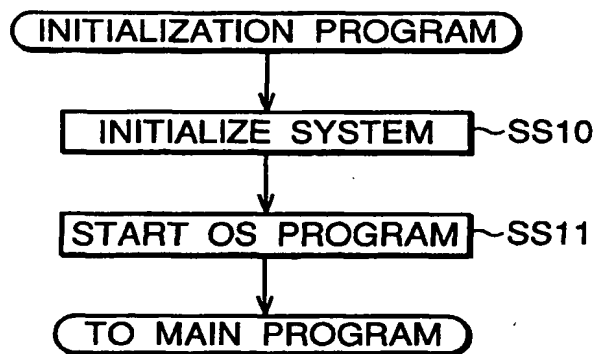 INITIALIZATION PROGRAM
INITIALIZE SYSTEM ~SS10
START OS PROGRAM ~SS11
TO MAIN PROGRAM